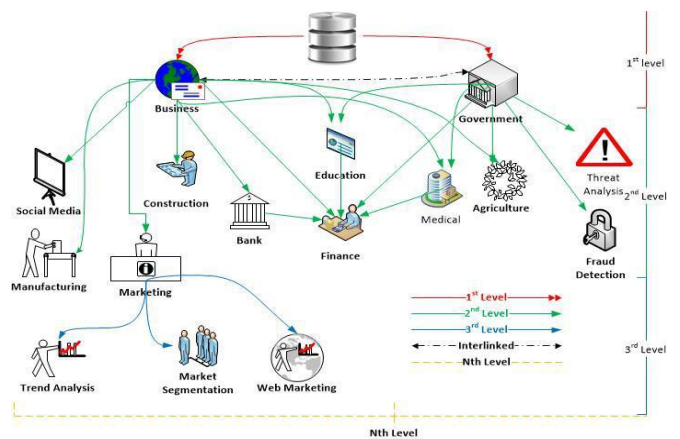 1st level
Business
Government
Education
Threat
Analysis
2nd Level
Social Media
Construction
Bank
Finance
Medical
Agriculture
Fraud
Detection
Manufacturing
Marketing
1st Level
2nd Level
3rd Level
Interlinked
Nth Level
3rd Level
Trend Analysis
Market
Segmentation
Web Marketing
Nth Level